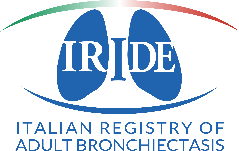 IRIDE
ITALIAN REGISTRY OF
ADULT BRONCHIECTASIS